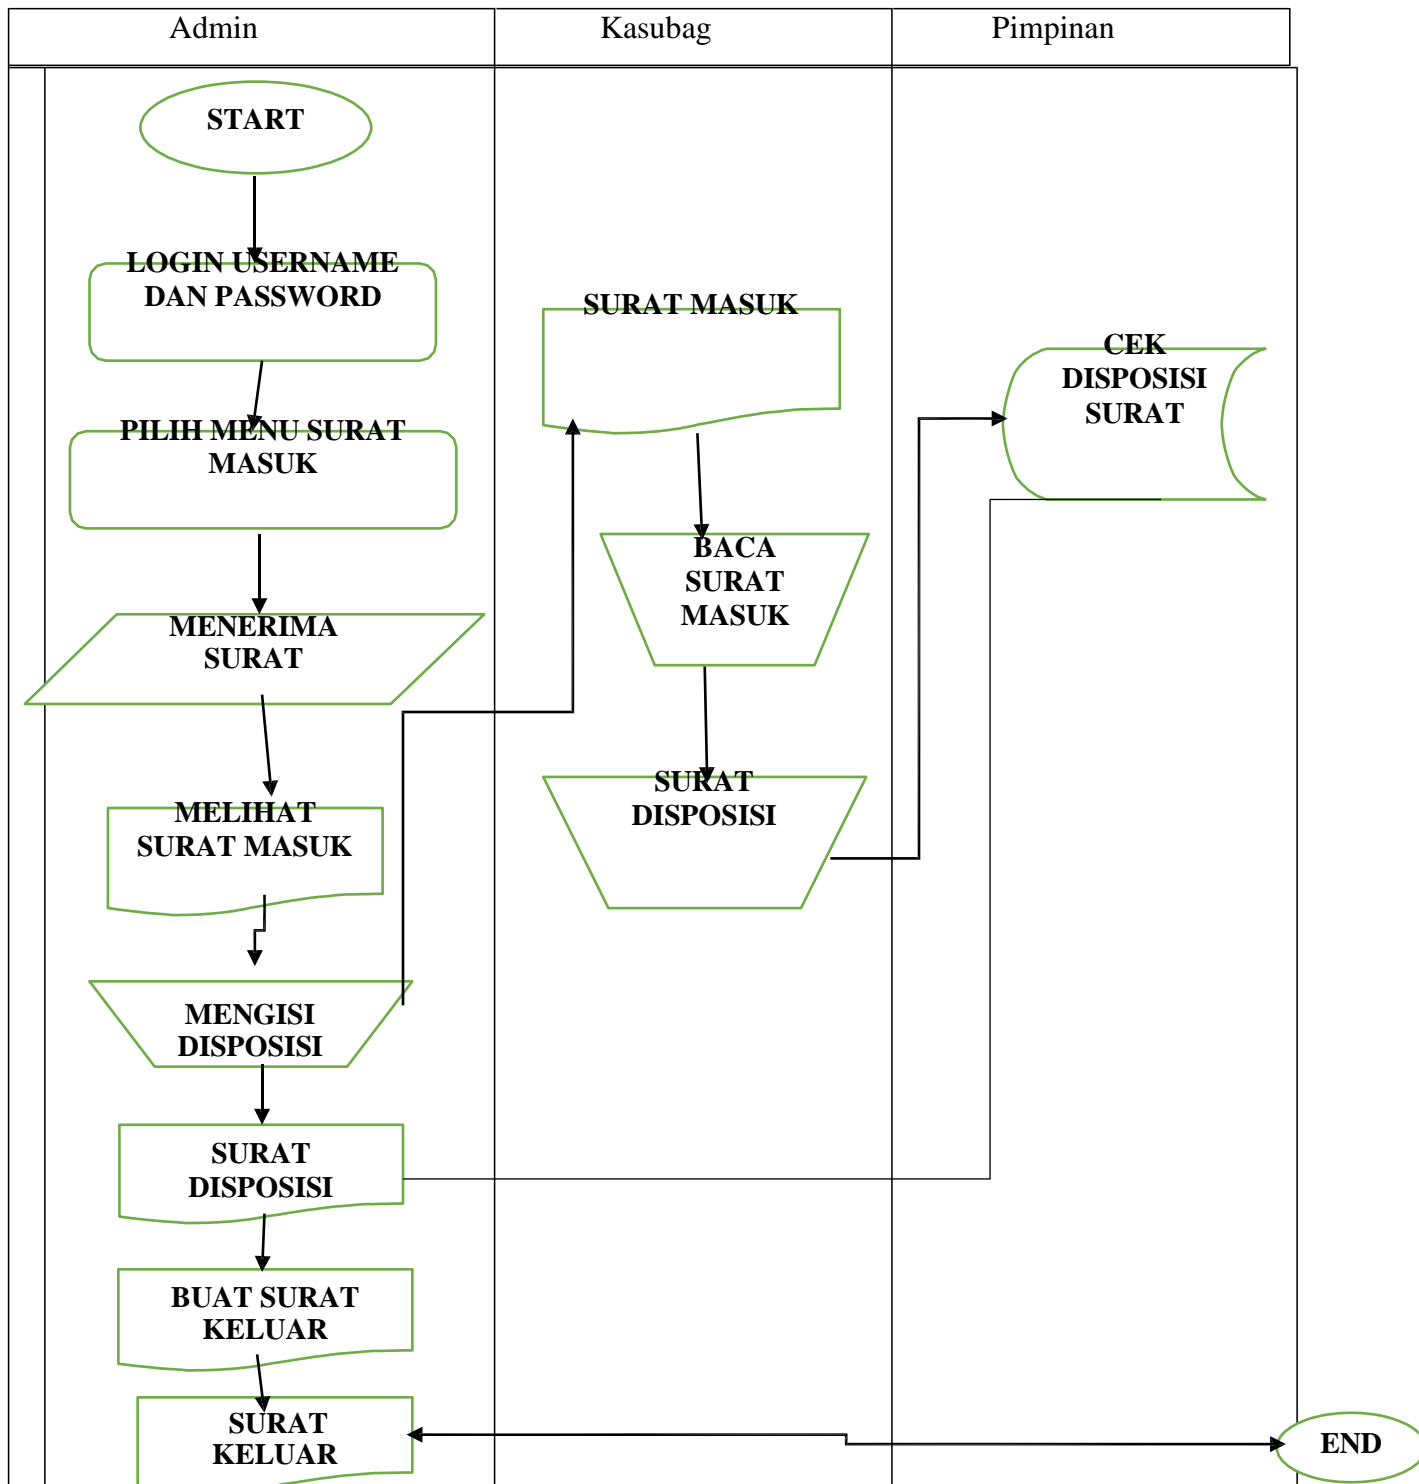 Admin
Kasubag
Pimpinan
START
LOGIN USERNAME
DAN PASSWORD
PILIH MENU SURAT
MASUK
MENERIMA
SURAT
MELIHAT
SURAT MASUK
MENGISI
DISPOSISI
SURAT
DISPOSISI
BUAT SURAT
KELUAR
SURAT
KELUAR
SURAT MASUK
BACA
SURAT
MASUK
SURAT
DISPOSISI
CEK
DISPOSISI
SURAT
END